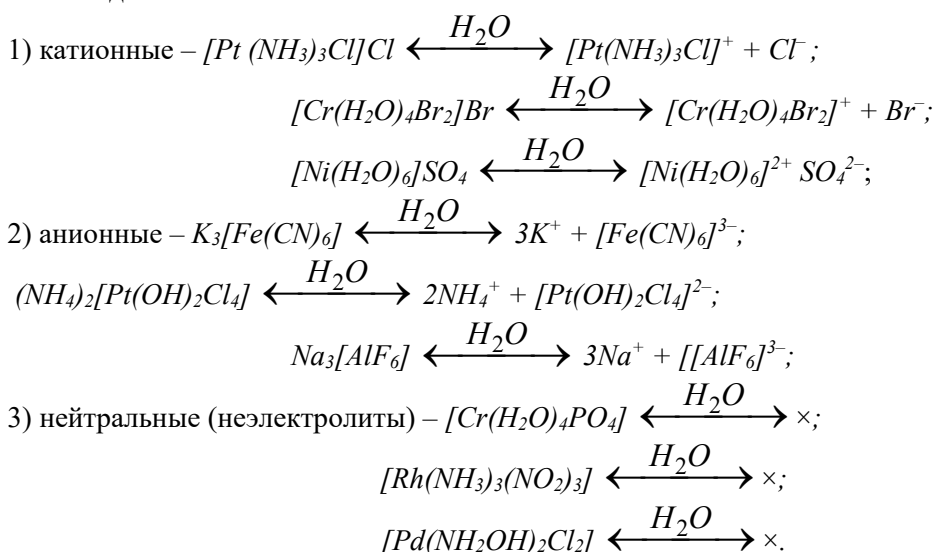 1) катионные – [Pt (NH₃)₃Cl]Cl ⟷ H₂O [Pt(NH₃)₃Cl]⁺ + Cl⁻;
[Cr(H₂O)₄Br₂]Br ⟷ H₂O [Cr(H₂O)₄Br₂]⁺ + Br⁻;
[Ni(H₂O)₆]SO₄ ⟷ H₂O [Ni(H₂O)₆]²⁺ SO₄²⁻;
2) анионные – K₃[Fe(CN)₆] ⟷ H₂O 3K⁺ + [Fe(CN)₆]³⁻;
(NH₄)₂[Pt(OH)₂Cl₄] ⟷ H₂O 2NH₄⁺ + [Pt(OH)₂Cl₄]²⁻;
Na₃[AlF₆] ⟷ H₂O 3Na⁺ + [[AlF₆]³⁻;
3) нейтральные (неэлектролиты) – [Cr(H₂O)₄PO₄] ⟷ H₂O ×;
[Rh(NH₃)₃(NO₂)₃] ⟷ H₂O ×;
[Pd(NH₂OH)₂Cl₂] ⟷ H₂O ×.